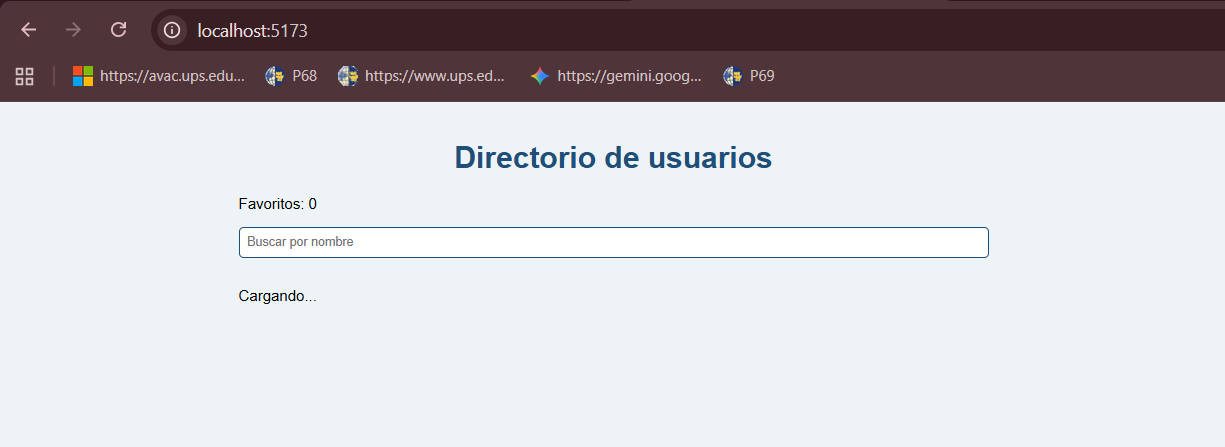 localhost:5173
https://avac.ups.edu... P68 https://www.ups.ed... https://gemini.goog... P69
Directorio de usuarios
Favoritos: 0
Buscar por nombre
Cargando...